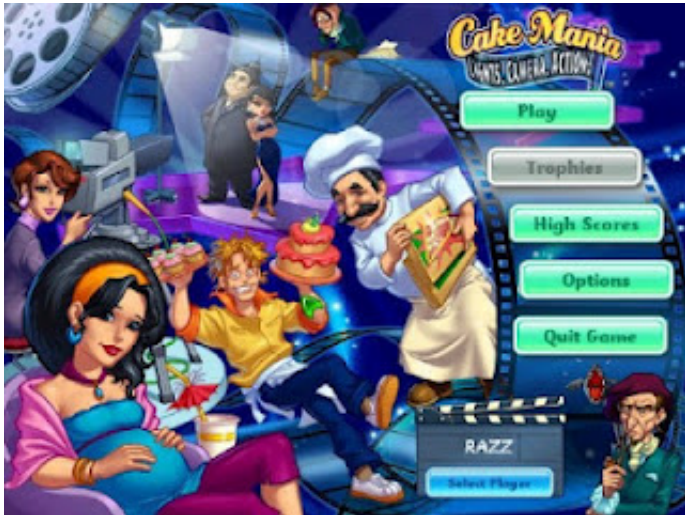 Cake Mania
LIGHTS, CAMERA, ACTION!
Play
Trophies
High Scores
Options
Quit Game
RAZZ
Select Player